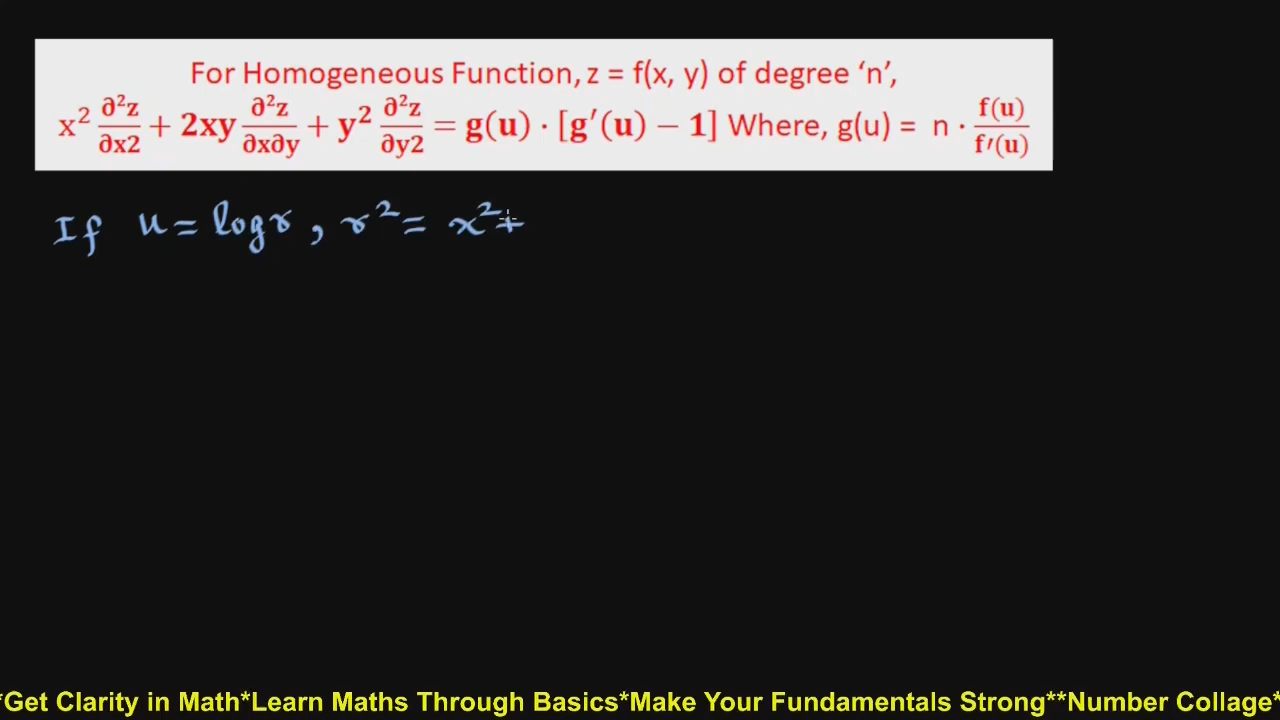 For Homogeneous Function, z = f(x, y) of degree ‘n’,
x² ∂²z/∂x2 + 2xy ∂²z/∂x∂y + y² ∂²z/∂y2 = g(u) · [g′(u) − 1] Where, g(u) = n · f(u)/f′(u)
If u = log r, r² = x² +
*Get Clarity in Math*Learn Maths Through Basics*Make Your Fundamentals Strong**Number Collage*